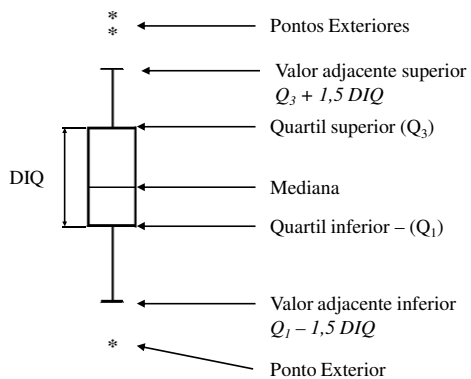 *
*
Pontos Exteriores
Valor adjacente superior
Q3 + 1,5 DIQ
Quartil superior (Q3)
DIQ
Mediana
Quartil inferior – (Q1)
Valor adjacente inferior
Q1 – 1,5 DIQ
*
Ponto Exterior